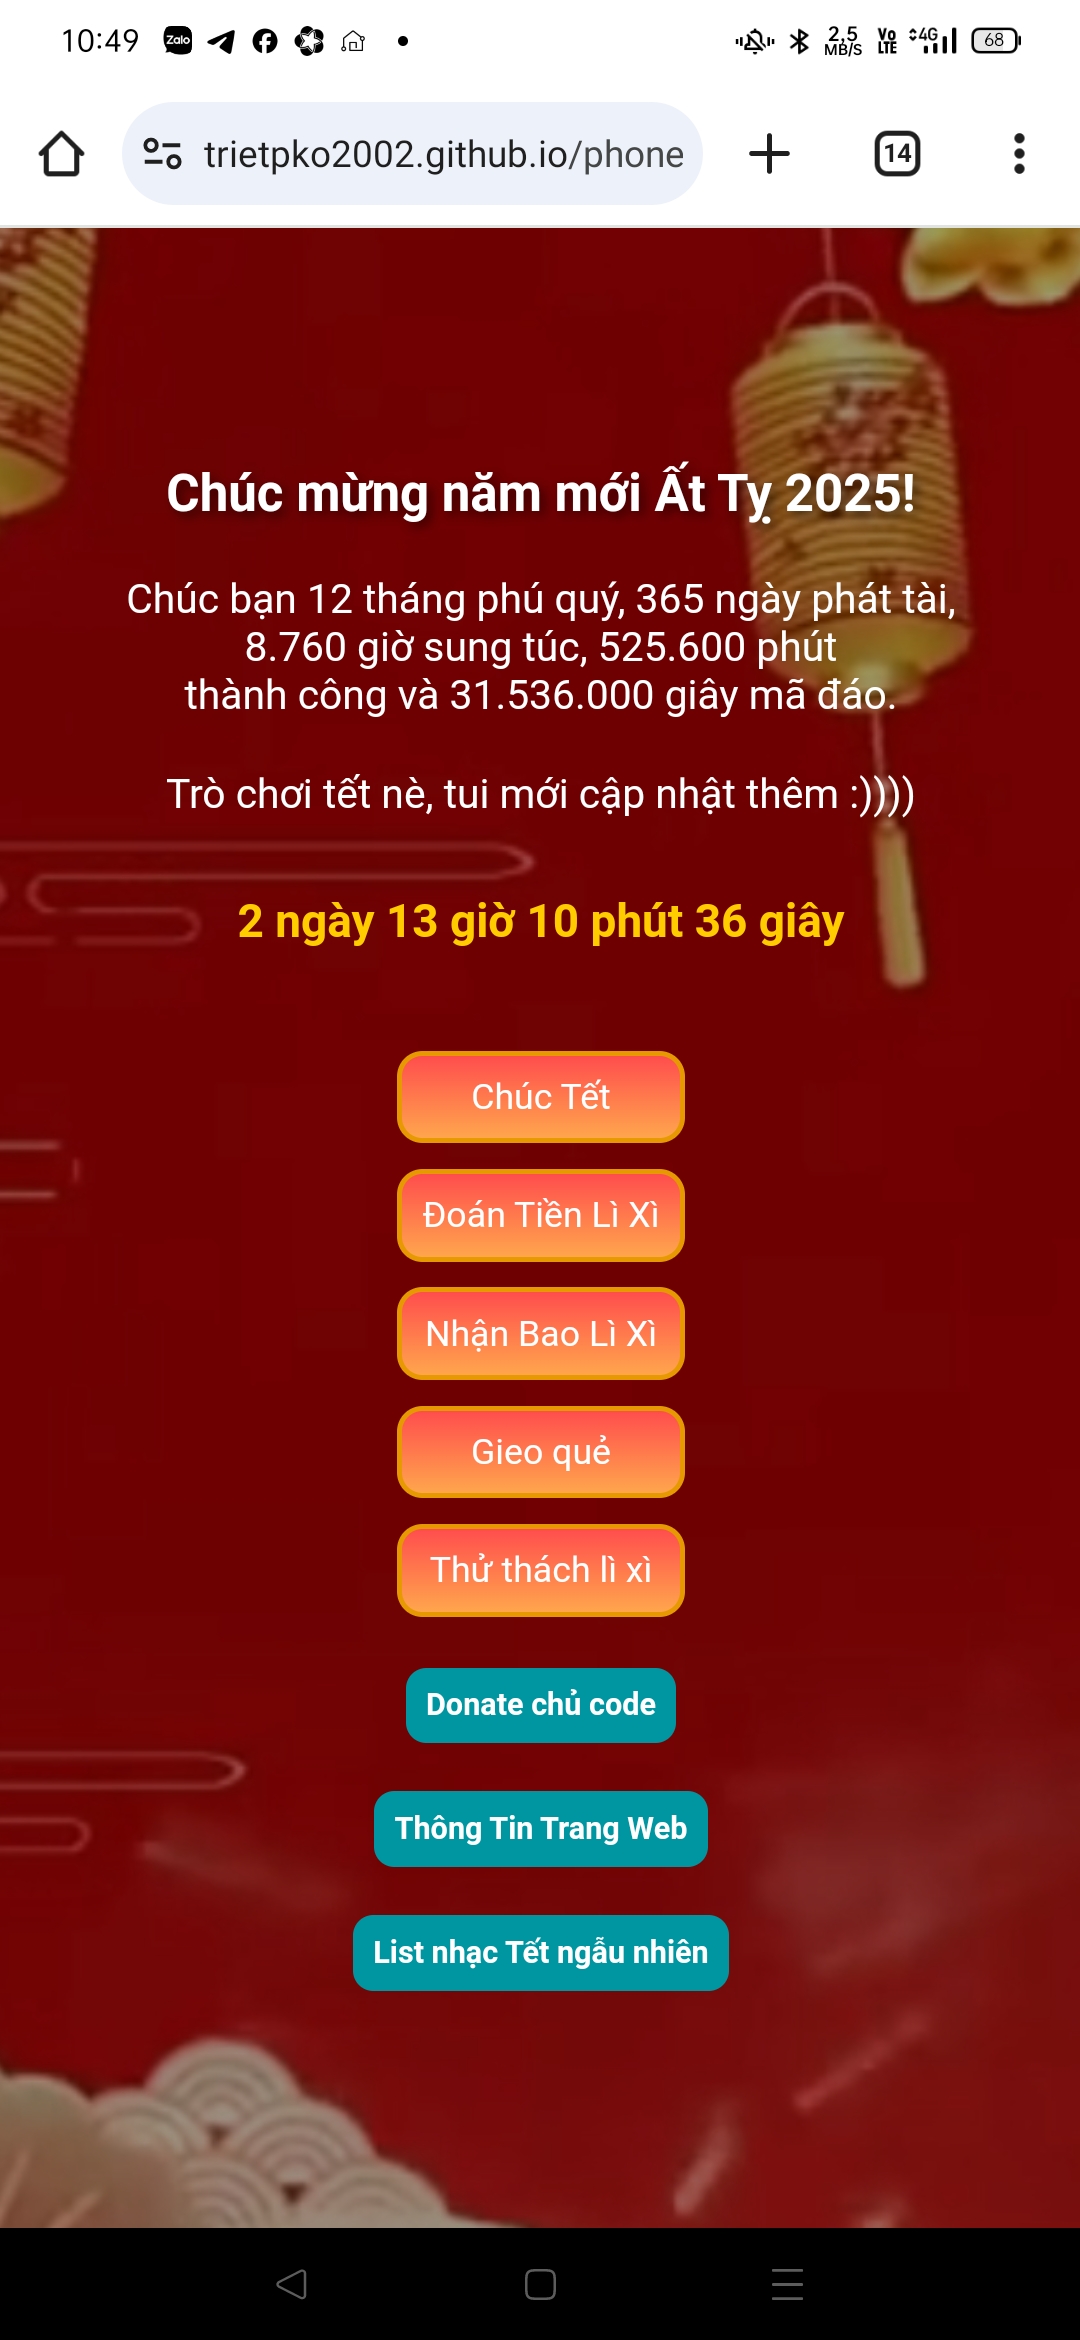 10:49
Zalo
2,5
MB/S
Vo
LTE
4G
68
trietpko2002.github.io/phone
14
Chúc mừng năm mới Ất Tỵ 2025!
Chúc bạn 12 tháng phú quý, 365 ngày phát tài,
8.760 giờ sung túc, 525.600 phút
thành công và 31.536.000 giây mã đáo.
Trò chơi tết nè, tui mới cập nhật thêm :))))
2 ngày 13 giờ 10 phút 36 giây
Chúc Tết
Đoán Tiền Lì Xì
Nhận Bao Lì Xì
Gieo quẻ
Thử thách lì xì
Donate chủ code
Thông Tin Trang Web
List nhạc Tết ngẫu nhiên